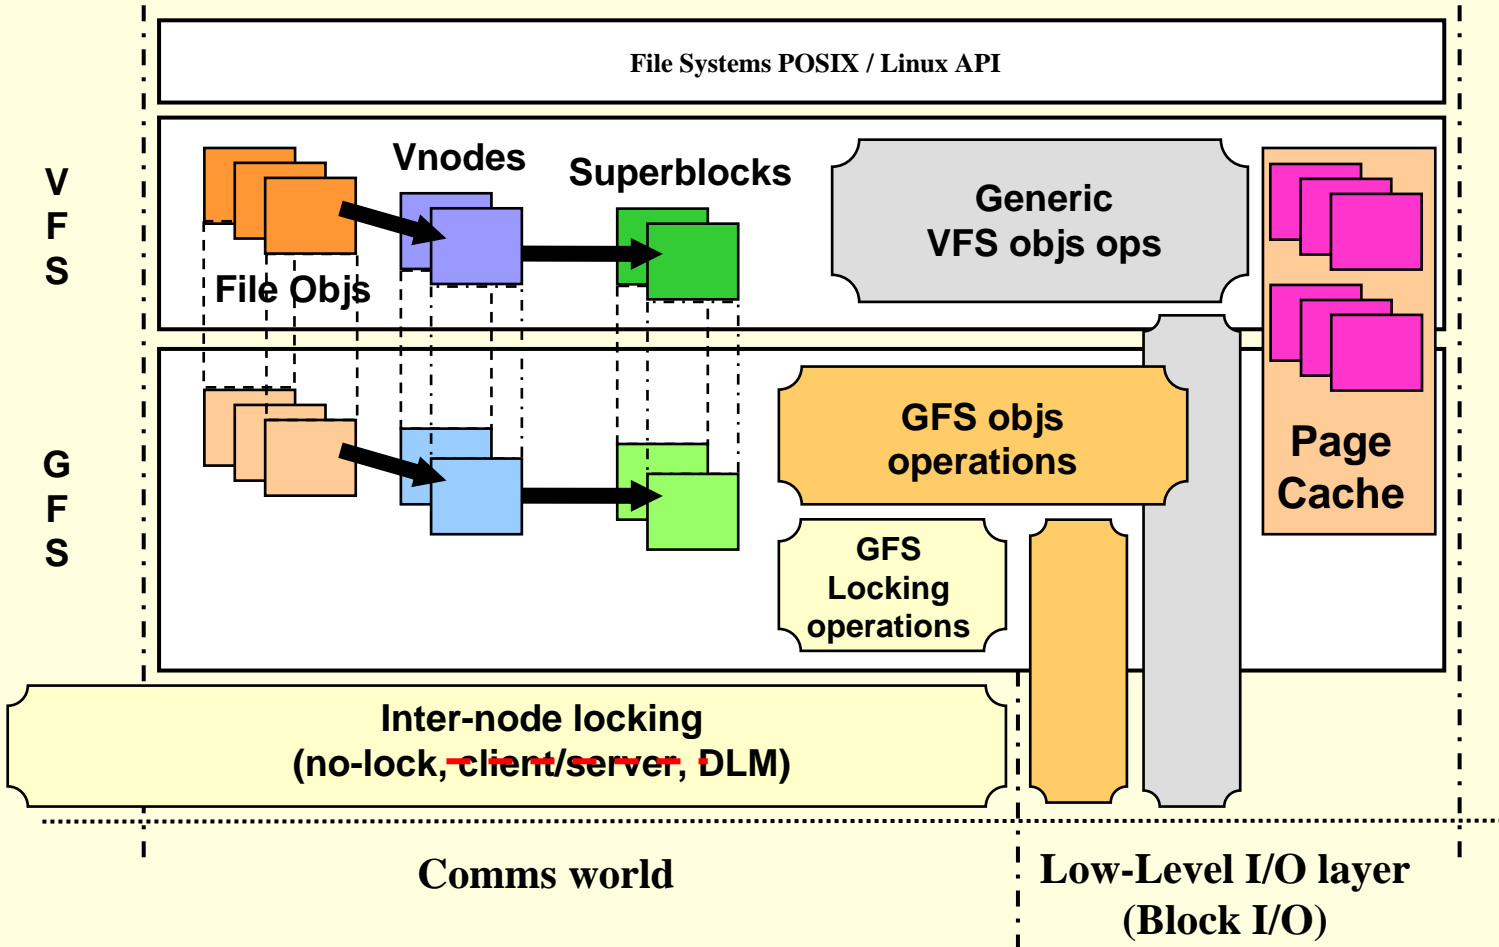 File Systems POSIX / Linux API
V
F
S
Vnodes
Superblocks
File Objs
Generic
VFS objs ops
G
F
S
GFS objs
operations
Page
Cache
GFS
Locking
operations
Inter-node locking
(no-lock, client/server, DLM)
Comms world
Low-Level I/O layer
(Block I/O)